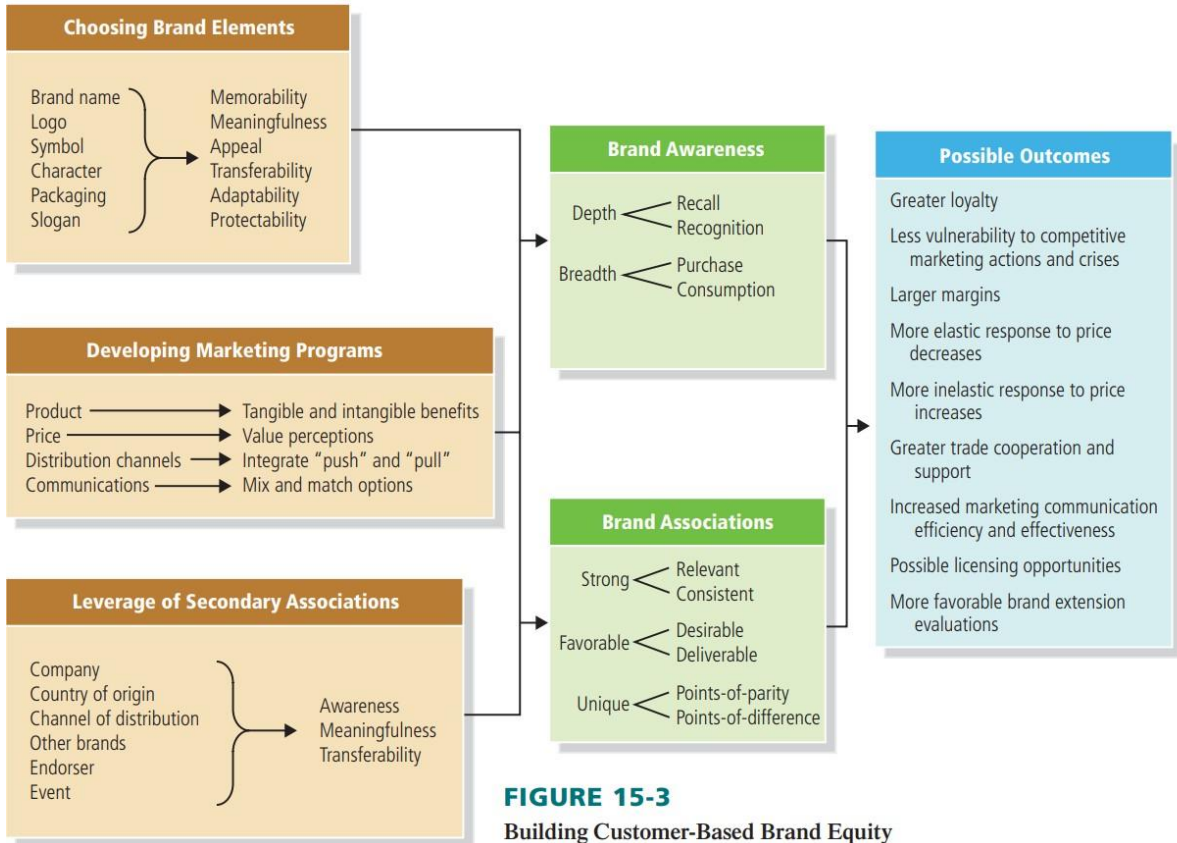 Choosing Brand Elements
Brand name
Logo
Symbol
Character
Packaging
Slogan
Memorability
Meaningfulness
Appeal
Transferability
Adaptability
Protectability
Developing Marketing Programs
Product
Price
Distribution channels
Communications
Tangible and intangible benefits
Value perceptions
Integrate “push” and “pull”
Mix and match options
Leverage of Secondary Associations
Company
Country of origin
Channel of distribution
Other brands
Endorser
Event
Awareness
Meaningfulness
Transferability
Brand Awareness
Depth
Recall
Recognition
Breadth
Purchase
Consumption
Brand Associations
Strong
Relevant
Consistent
Favorable
Desirable
Deliverable
Unique
Points-of-parity
Points-of-difference
Possible Outcomes
Greater loyalty
Less vulnerability to competitive
marketing actions and crises
Larger margins
More elastic response to price
decreases
More inelastic response to price
increases
Greater trade cooperation and
support
Increased marketing communication
efficiency and effectiveness
Possible licensing opportunities
More favorable brand extension
evaluations
FIGURE 15-3
Building Customer-Based Brand Equity